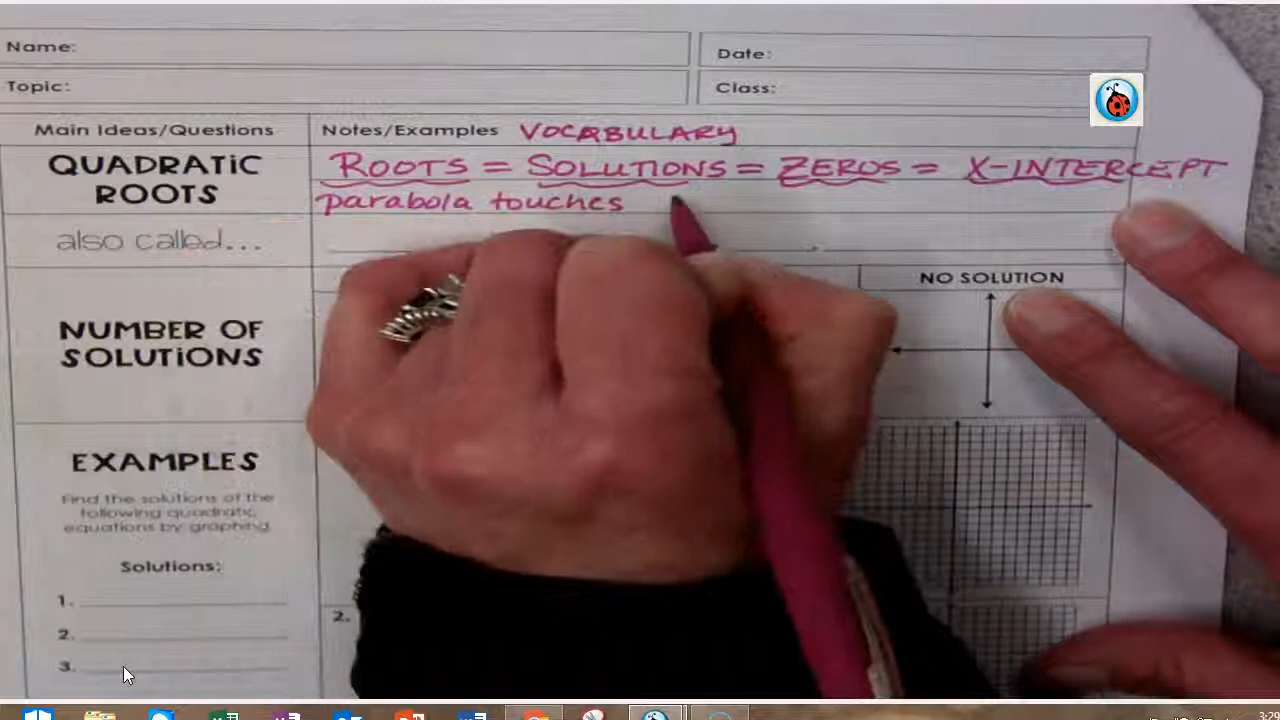 Name:
Date:
Topic:
Class:
Main Ideas/Questions
Notes/Examples VOCABULARY
QUADRATiC
ROOTS
ROOTS = SOLUTIONS = ZEROS = X-INTERCEPT
parabola touches
also called...
NUMBER OF
SOLUTiONS
NO SOLUTION
EXAMPLES
Find the solutions of the
following quadratic
equations by graphing.
Solutions:
1.
2.
3.
2.
3:29